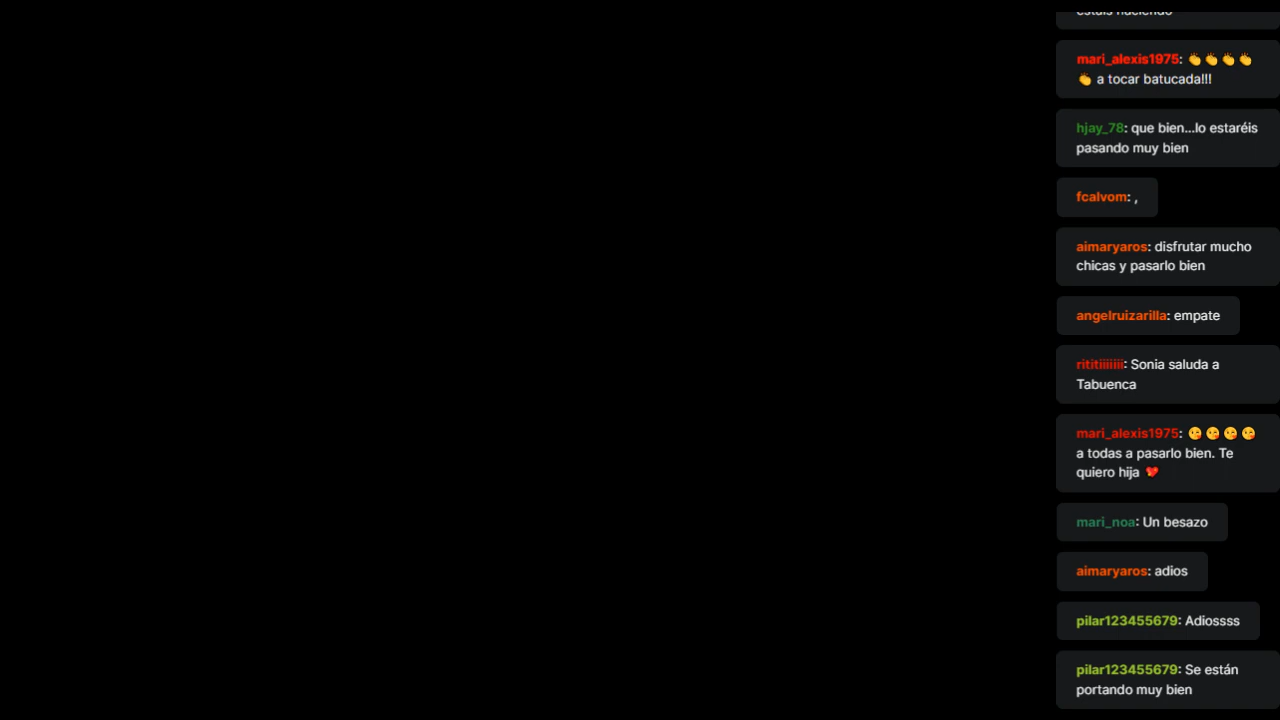 estáis haciendo
mari_alexis1975: 👏👏👏👏
👏 a tocar batucada!!!
hjay_78: que bien...lo estaréis
pasando muy bien
fcalvom: ,
aimaryaros: disfrutar mucho
chicas y pasarlo bien
angelruizarilla: empate
Sonia saluda a
Tabuenca
mari_alexis1975: 😘😘😘😘
a todas a pasarlo bien. Te
quiero hija 💖
mari_noa: Un besazo
aimaryaros: adios
pilar123455679: Adiossss
pilar123455679: Se están
portando muy bien